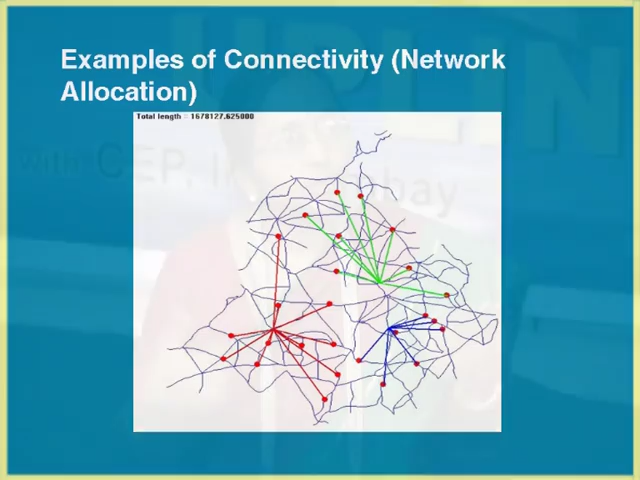 Examples of Connectivity (Network
Allocation)
Total length : 1678127.625000